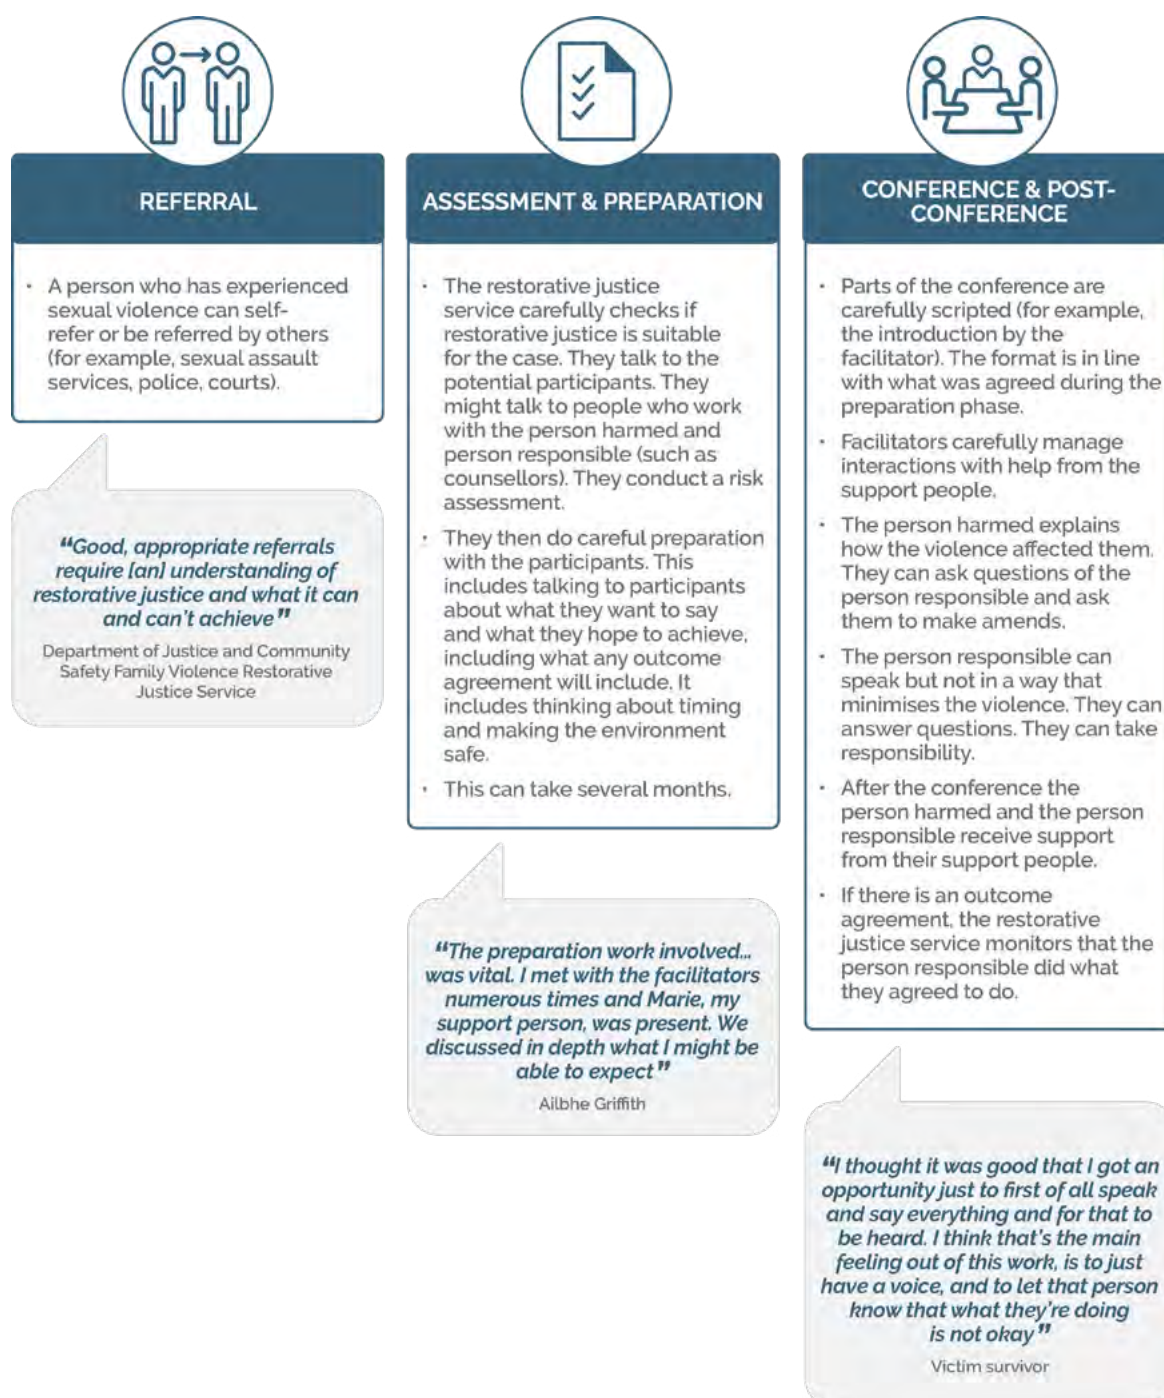 REFERRAL
• A person who has experienced
sexual violence can self-
refer or be referred by others
(for example, sexual assault
services, police, courts).
“Good, appropriate referrals
require [an] understanding of
restorative justice and what it can
and can’t achieve”
Department of Justice and Community
Safety Family Violence Restorative
Justice Service
ASSESSMENT & PREPARATION
• The restorative justice
service carefully checks if
restorative justice is suitable
for the case. They talk to the
potential participants. They
might talk to people who work
with the person harmed and
person responsible (such as
counsellors). They conduct a risk
assessment.
• They then do careful preparation
with the participants. This
includes talking to participants
about what they want to say
and what they hope to achieve,
including what any outcome
agreement will include. It
includes thinking about timing
and making the environment
safe.
• This can take several months.
“The preparation work involved...
was vital. I met with the facilitators
numerous times and Marie, my
support person, was present. We
discussed in depth what I might be
able to expect”
Ailbhe Griffith
CONFERENCE & POST-
CONFERENCE
• Parts of the conference are
carefully scripted (for example,
the introduction by the
facilitator). The format is in line
with what was agreed during the
preparation phase.
• Facilitators carefully manage
interactions with help from the
support people.
• The person harmed explains
how the violence affected them.
They can ask questions of the
person responsible and ask
them to make amends.
• The person responsible can
speak but not in a way that
minimises the violence. They can
answer questions. They can take
responsibility.
• After the conference the
person harmed and the person
responsible receive support
from their support people.
• If there is an outcome
agreement, the restorative
justice service monitors that the
person responsible did what
they agreed to do.
“I thought it was good that I got an
opportunity just to first of all speak
and say everything and for that to
be heard. I think that’s the main
feeling out of this work, is to just
have a voice, and to let that person
know that what they’re doing
is not okay”
Victim survivor